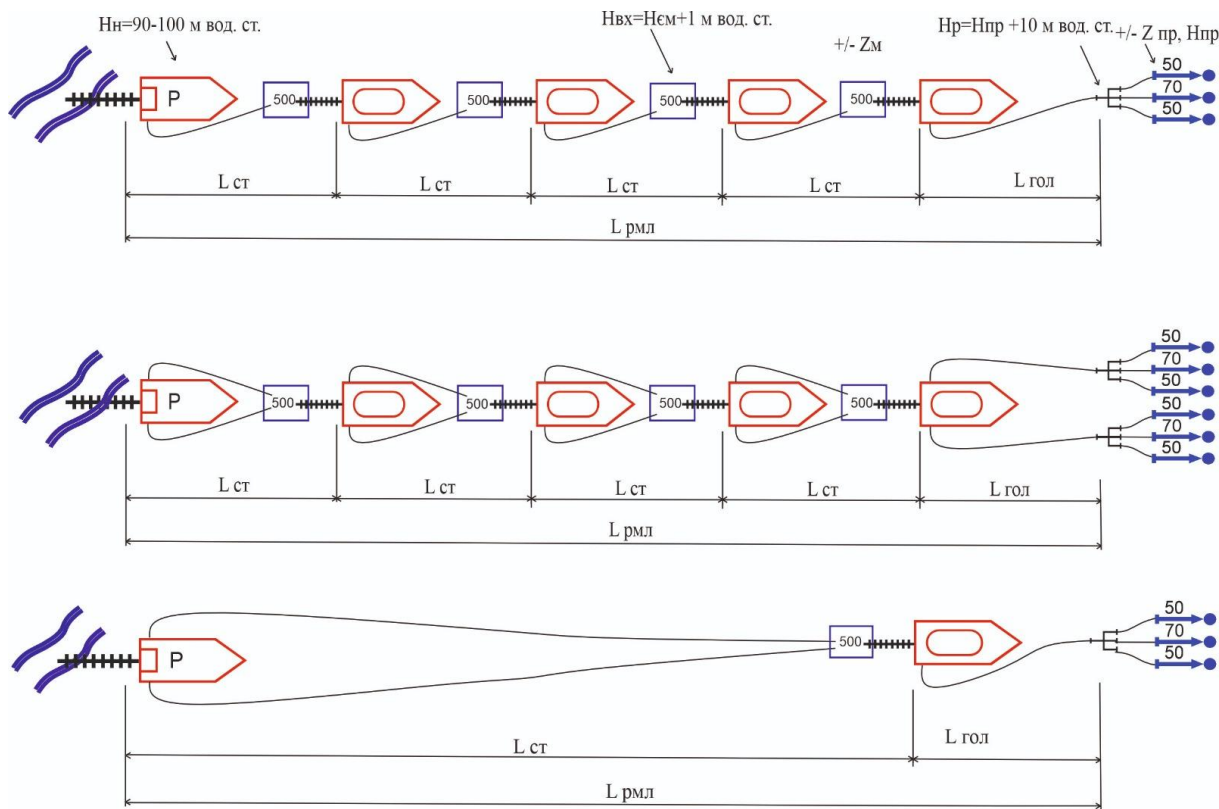 Нн=90-100 м вод. ст.
Нвх=Нєм+1 м вод. ст.
Нр=Нпр +10 м вод. ст.
+/- Z пр, Нпр
+/- Zм
P
500
500
500
500
50
70
50
L ст
L ст
L ст
L ст
L гол
L рмл
P
500
500
500
500
50
70
50
50
70
50
L ст
L ст
L ст
L ст
L гол
L рмл
P
500
50
70
50
L ст
L гол
L рмл